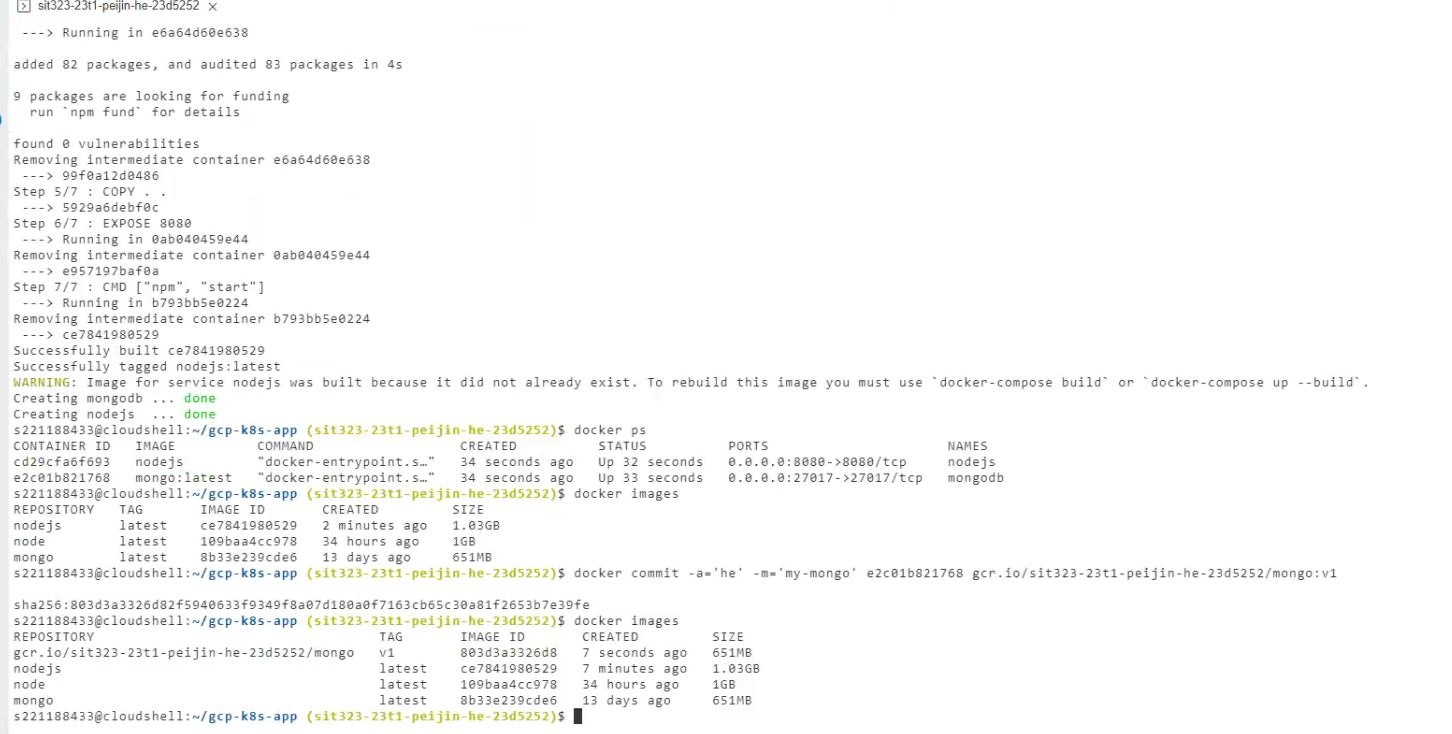 sit323-23t1-peijin-he-23d5252 ×
---> Running in e6a64d60e638
added 82 packages, and audited 83 packages in 4s
9 packages are looking for funding
run `npm fund` for details
found 0 vulnerabilities
Removing intermediate container e6a64d60e638
---> 99f0a12d0486
Step 5/7 : COPY . .
---> 5929a6debf0c
Step 6/7 : EXPOSE 8080
---> Running in 0ab040459e44
Removing intermediate container 0ab040459e44
---> e957197baf0a
Step 7/7 : CMD ["npm", "start"]
---> Running in b793bb5e0224
Removing intermediate container b793bb5e0224
---> ce7841980529
Successfully built ce7841980529
Successfully tagged nodejs:latest
WARNING: Image for service nodejs was built because it did not already exist. To rebuild this image you must use `docker-compose build` or `docker-compose up --build`.
Creating mongodb ... done
Creating nodejs ... done
s221188433@cloudshell:~/gcp-k8s-app (sit323-23t1-peijin-he-23d5252)$ docker ps
CONTAINER ID IMAGE COMMAND CREATED STATUS PORTS NAMES
cd29cfa6f693 nodejs "docker-entrypoint.s…" 34 seconds ago Up 32 seconds 0.0.0.0:8080->8080/tcp nodejs
e2c01b821768 mongo:latest "docker-entrypoint.s…" 34 seconds ago Up 33 seconds 0.0.0.0:27017->27017/tcp mongodb
s221188433@cloudshell:~/gcp-k8s-app (sit323-23t1-peijin-he-23d5252)$ docker images
REPOSITORY TAG IMAGE ID CREATED SIZE
nodejs latest ce7841980529 2 minutes ago 1.03GB
node latest 109baa4cc978 34 hours ago 1GB
mongo latest 8b33e239cde6 13 days ago 651MB
s221188433@cloudshell:~/gcp-k8s-app (sit323-23t1-peijin-he-23d5252)$ docker commit -a='he' -m='my-mongo' e2c01b821768 gcr.io/sit323-23t1-peijin-he-23d5252/mongo:v1
sha256:803d3a3326d82f5940633f9349f8a07d180a0f7163cb65c30a81f2653b7e39fe
s221188433@cloudshell:~/gcp-k8s-app (sit323-23t1-peijin-he-23d5252)$ docker images
REPOSITORY TAG IMAGE ID CREATED SIZE
gcr.io/sit323-23t1-peijin-he-23d5252/mongo v1 803d3a3326d8 7 seconds ago 651MB
nodejs latest ce7841980529 7 minutes ago 1.03GB
node latest 109baa4cc978 34 hours ago 1GB
mongo latest 8b33e239cde6 13 days ago 651MB
s221188433@cloudshell:~/gcp-k8s-app (sit323-23t1-peijin-he-23d5252)$